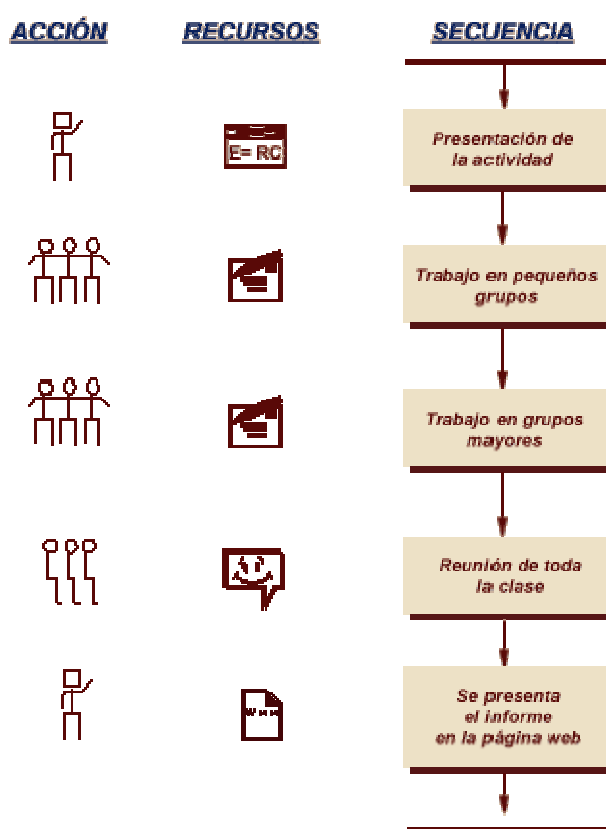 ACCIÓN RECURSOS SECUENCIA
E= RC
Presentación de
la actividad
Trabajo en pequeños
grupos
Trabajo en grupos
mayores
Reunión de toda
la clase
Se presenta
el informe
en la página web
WWW